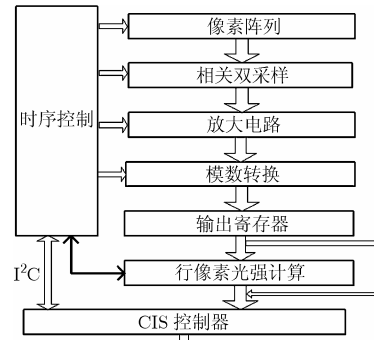 像素阵列
相关双采样
时序控制
放大电路
模数转换
输出寄存器
I²C
行像素光强计算
CIS 控制器